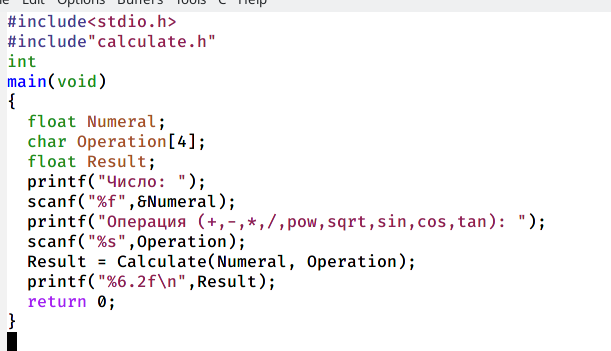 Edit Options Buffers Tools C Help
#include<stdio.h>
#include"calculate.h"
int
main(void)
{
  float Numeral;
  char Operation[4];
  float Result;
  printf("Число: ");
  scanf("%f",&Numeral);
  printf("Операция (+,-,*,/,pow,sqrt,sin,cos,tan): ");
  scanf("%s",Operation);
  Result = Calculate(Numeral, Operation);
  printf("%6.2f\n",Result);
  return 0;
}